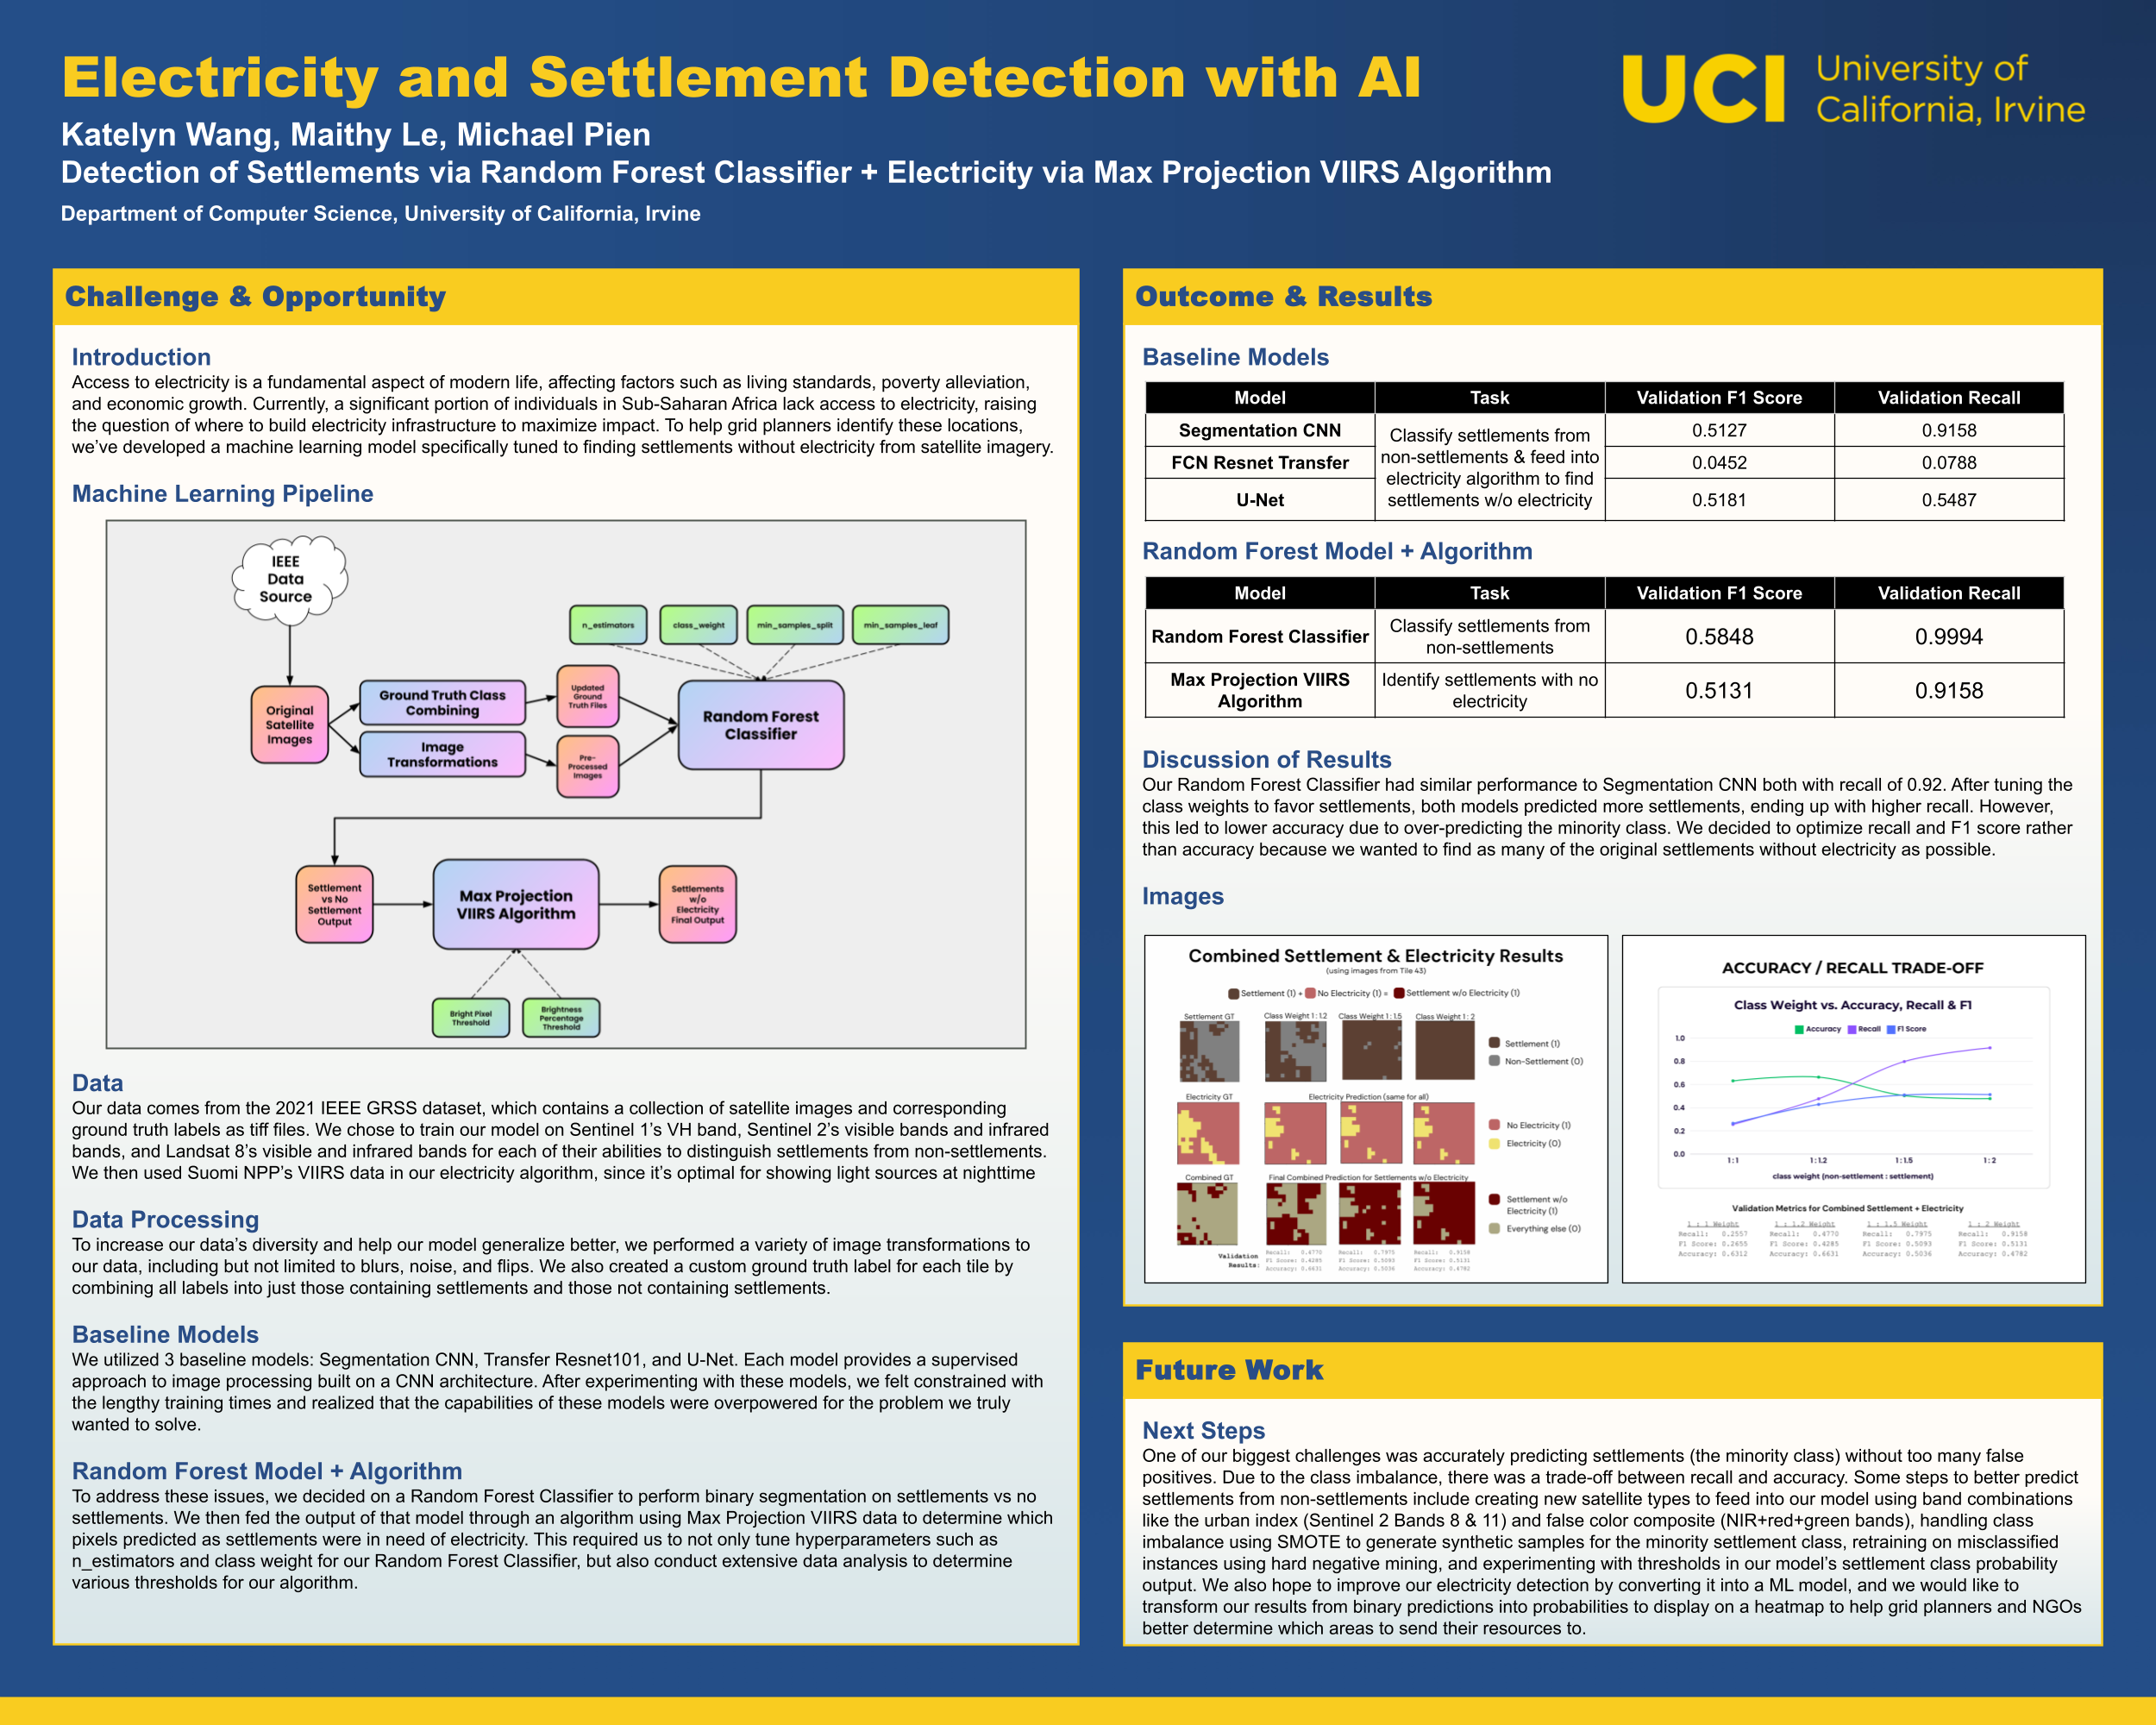 Electricity and Settlement Detection with AI
Katelyn Wang, Maithy Le, Michael Pien
Detection of Settlements via Random Forest Classifier + Electricity via Max Projection VIIRS Algorithm
Department of Computer Science, University of California, Irvine
UCI
University of
California, Irvine
Challenge & Opportunity
Introduction
Access to electricity is a fundamental aspect of modern life, affecting factors such as living standards, poverty alleviation,
and economic growth. Currently, a significant portion of individuals in Sub-Saharan Africa lack access to electricity, raising
the question of where to build electricity infrastructure to maximize impact. To help grid planners identify these locations,
we've developed a machine learning model specifically tuned to finding settlements without electricity from satellite imagery.
Machine Learning Pipeline
IEEE
Data
Source
n_estimators
class_weight
min_samples_split
min_samples_leaf
Original
Satellite
Images
Ground Truth Class
Combining
Image
Transformations
Updated
Ground
Truth Files
Pre-
Processed
Images
Random Forest
Classifier
Settlement
vs No
Settlement
Output
Max Projection
VIIRS Algorithm
Settlements
w/o
Electricity
Final Output
Bright Pixel
Threshold
Brightness
Percentage
Threshold
Data
Our data comes from the 2021 IEEE GRSS dataset, which contains a collection of satellite images and corresponding
ground truth labels as tiff files. We chose to train our model on Sentinel 1's VH band, Sentinel 2's visible bands and infrared
bands, and Landsat 8's visible and infrared bands for each of their abilities to distinguish settlements from non-settlements.
We then used Suomi NPP's VIIRS data in our electricity algorithm, since it's optimal for showing light sources at nighttime
Data Processing
To increase our data's diversity and help our model generalize better, we performed a variety of image transformations to
our data, including but not limited to blurs, noise, and flips. We also created a custom ground truth label for each tile by
combining all labels into just those containing settlements and those not containing settlements.
Baseline Models
We utilized 3 baseline models: Segmentation CNN, Transfer Resnet101, and U-Net. Each model provides a supervised
approach to image processing built on a CNN architecture. After experimenting with these models, we felt constrained with
the lengthy training times and realized that the capabilities of these models were overpowered for the problem we truly
wanted to solve.
Random Forest Model + Algorithm
To address these issues, we decided on a Random Forest Classifier to perform binary segmentation on settlements vs no
settlements. We then fed the output of that model through an algorithm using Max Projection VIIRS data to determine which
pixels predicted as settlements were in need of electricity. This required us to not only tune hyperparameters such as
n_estimators and class weight for our Random Forest Classifier, but also conduct extensive data analysis to determine
various thresholds for our algorithm.
Outcome & Results
Baseline Models
Model Task Validation F1 Score Validation Recall
Segmentation CNN 0.5127 0.9158
FCN Resnet Transfer 0.0452 0.0788
U-Net 0.5181 0.5487
Classify settlements from
non-settlements & feed into
electricity algorithm to find
settlements w/o electricity
Random Forest Model + Algorithm
Model Task Validation F1 Score Validation Recall
Random Forest Classifier
Classify settlements from
non-settlements
0.5848 0.9994
Max Projection VIIRS
Algorithm
Identify settlements with no
electricity
0.5131 0.9158
Discussion of Results
Our Random Forest Classifier had similar performance to Segmentation CNN both with recall of 0.92. After tuning the
class weights to favor settlements, both models predicted more settlements, ending up with higher recall. However,
this led to lower accuracy due to over-predicting the minority class. We decided to optimize recall and F1 score rather
than accuracy because we wanted to find as many of the original settlements without electricity as possible.
Images
Combined Settlement & Electricity Results
(using images from Tile 43)
Settlement (1) + No Electricity (1) = Settlement w/o Electricity (1)
Settlement GT Class Weight 1 : 1.2 Class Weight 1 : 1.5 Class Weight 1 : 2
Settlement (1)
Non-Settlement (0)
Electricity GT Electricity Prediction (same for all)
No Electricity (1)
Electricity (0)
Combined GT Final Combined Prediction for Settlements w/o Electricity
Settlement w/o
Electricity (1)
Everything else (0)
Validation
Results:
Recall: 0.4770 Recall: 0.7975 Recall: 0.9158
F1 Score: 0.4285 F1 Score: 0.5093 F1 Score: 0.5131
Accuracy: 0.6631 Accuracy: 0.5036 Accuracy: 0.4782
ACCURACY / RECALL TRADE-OFF
Class Weight vs. Accuracy, Recall & F1
Accuracy Recall F1 Score
1.0
0.8
0.6
0.4
0.2
0.0
1 : 1 1 : 1.2 1 : 1.5 1 : 2
class weight (non-settlement : settlement)
Validation Metrics for Combined Settlement + Electricity
1 : 1 Weight 1 : 1.2 Weight 1 : 1.5 Weight 1 : 2 Weight
Recall: 0.2557 Recall: 0.4770 Recall: 0.7975 Recall: 0.9158
F1 Score: 0.2655 F1 Score: 0.4285 F1 Score: 0.5093 F1 Score: 0.5131
Accuracy: 0.6312 Accuracy: 0.6631 Accuracy: 0.5036 Accuracy: 0.4782
Future Work
Next Steps
One of our biggest challenges was accurately predicting settlements (the minority class) without too many false
positives. Due to the class imbalance, there was a trade-off between recall and accuracy. Some steps to better predict
settlements from non-settlements include creating new satellite types to feed into our model using band combinations
like the urban index (Sentinel 2 Bands 8 & 11) and false color composite (NIR+red+green bands), handling class
imbalance using SMOTE to generate synthetic samples for the minority settlement class, retraining on misclassified
instances using hard negative mining, and experimenting with thresholds in our model's settlement class probability
output. We also hope to improve our electricity detection by converting it into a ML model, and we would like to
transform our results from binary predictions into probabilities to display on a heatmap to help grid planners and NGOs
better determine which areas to send their resources to.